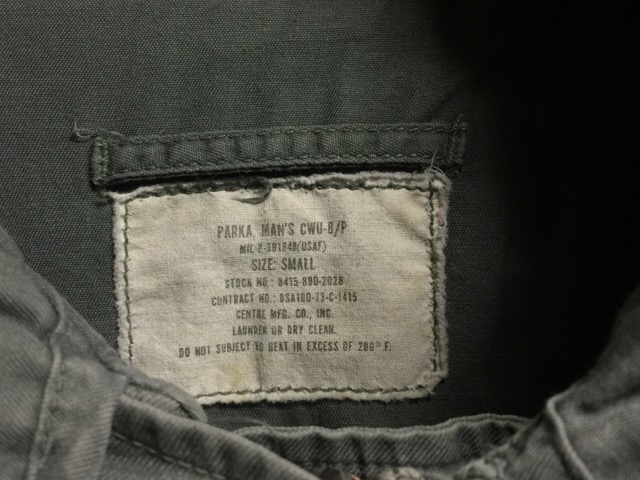 PARKA, MAN'S CWU-8/P
MIL-P-38184B(USAF)
SIZE: SMALL
STOCK NO.: 8415-890-2028
CONTRACT NO.: DSA100-73-C-1415
CENTRE MFG. CO., INC.
LAUNDER OR DRY CLEAN.
DO NOT SUBJECT TO HEAT IN EXCESS OF 200° F.